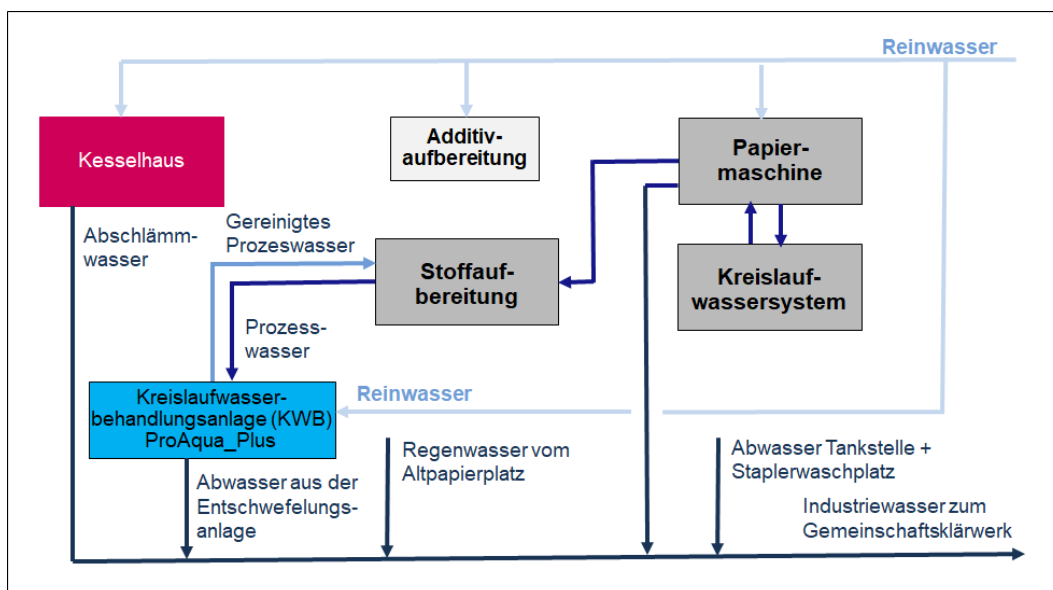 Reinwasser
Kesselhaus
Additiv-
aufbereitung
Papier-
maschine
Abschlämm-
wasser
Gereinigtes
Prozeswasser
Stoffauf-
bereitung
Kreislauf-
wassersystem
Prozess-
wasser
Kreislaufwasser-
behandlungsanlage (KWB)
ProAqua_Plus
Reinwasser
Abwasser aus der
Entschwefelungs-
anlage
Regenwasser vom
Altpapierplatz
Abwasser Tankstelle +
Staplerwaschplatz
Industriewasser zum
Gemeinschaftsklärwerk